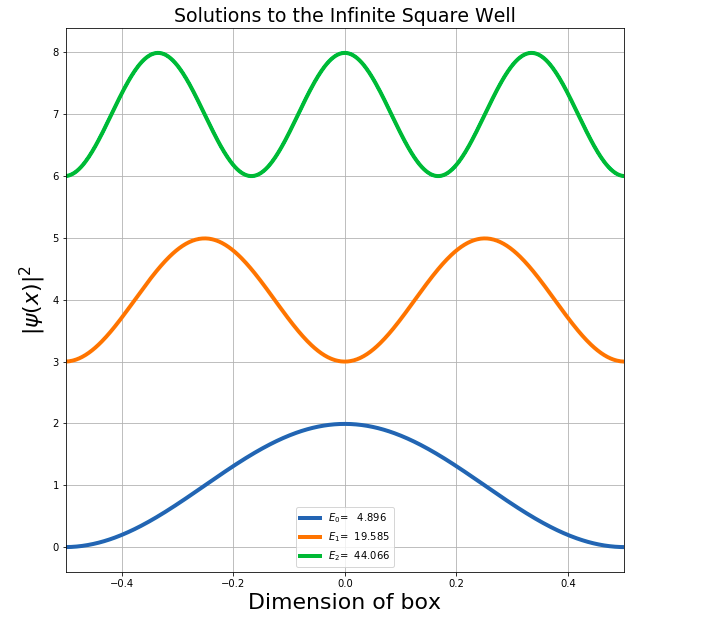 Solutions to the Infinite Square Well
|ψ(x)|²
8
7
6
5
4
3
2
1
0
E₀= 4.896
E₁= 19.585
E₂= 44.066
−0.4 −0.2 0.0 0.2 0.4
Dimension of box